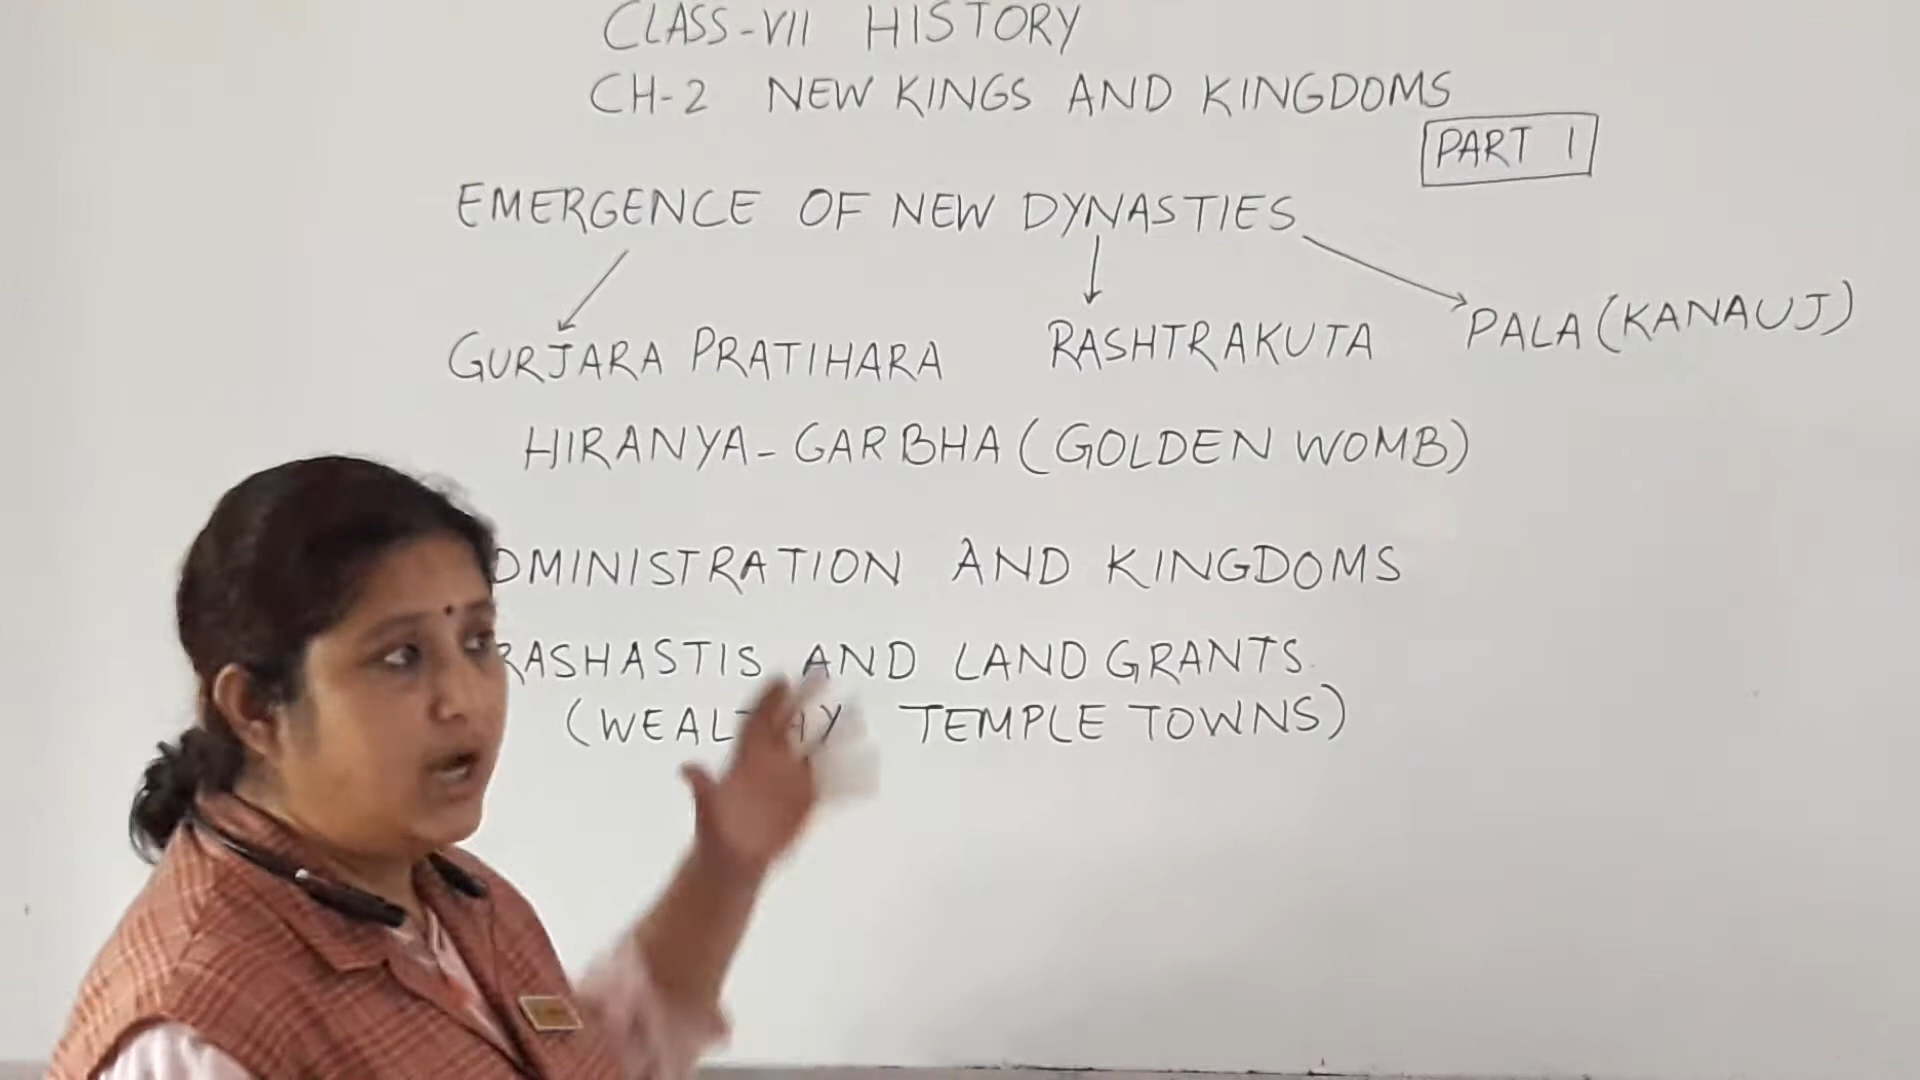 CLASS-VII HISTORY
CH-2 NEW KINGS AND KINGDOMS
PART 1
EMERGENCE OF NEW DYNASTIES
GURJARA PRATIHARA RASHTRAKUTA PALA (KANAUJ)
HIRANYA-GARBHA (GOLDEN WOMB)
DMINISTRATION AND KINGDOMS
RASHASTIS AND LAND GRANTS
(WEALTHY TEMPLE TOWNS)